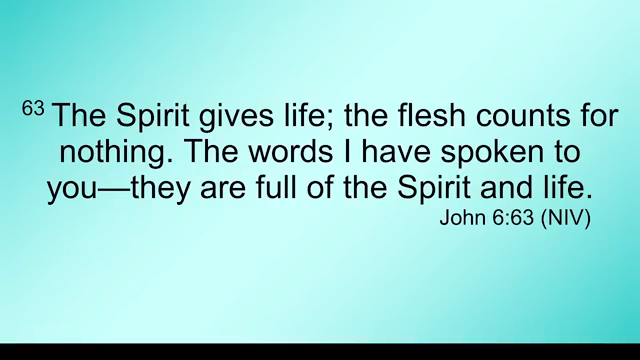 63 The Spirit gives life; the flesh counts for
nothing. The words I have spoken to
you—they are full of the Spirit and life.
John 6:63 (NIV)